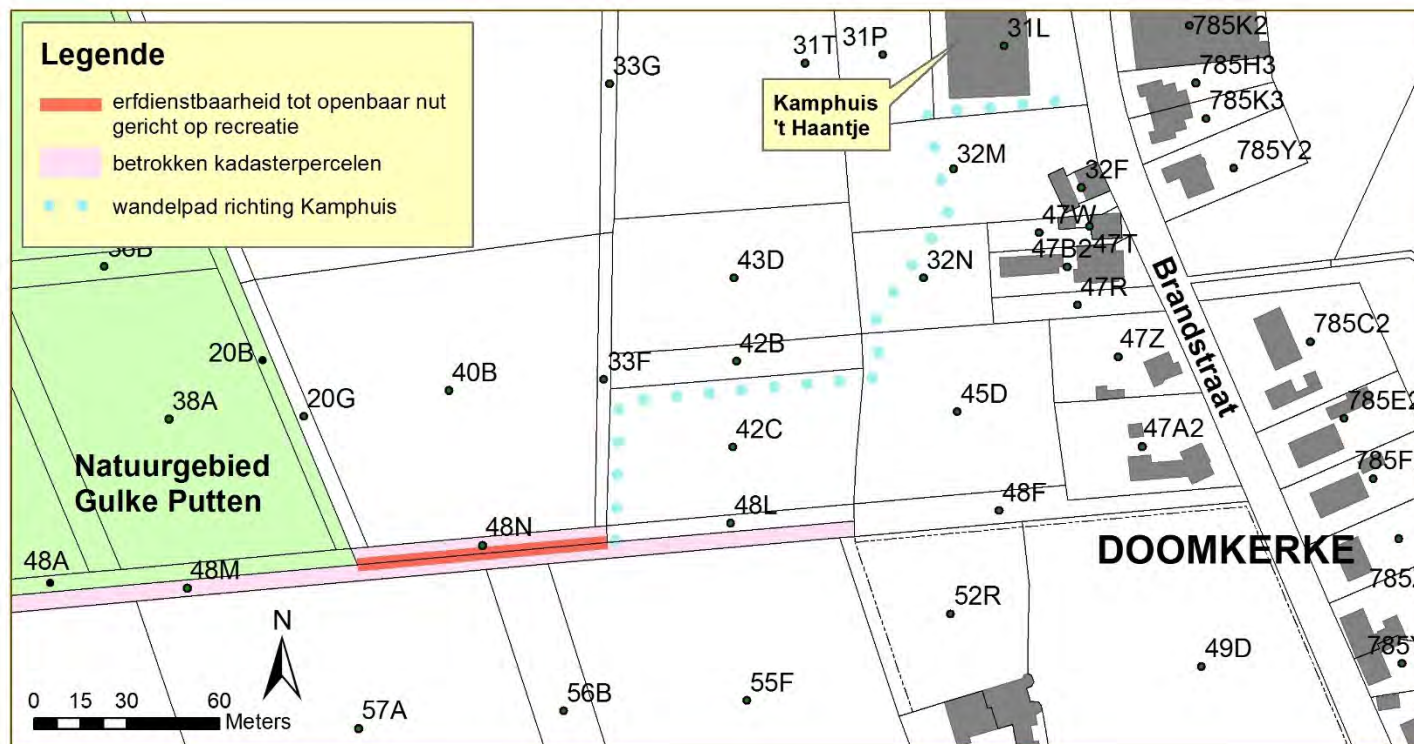 Legende
erfdienstbaarheid tot openbaar nut
gericht op recreatie
betrokken kadasterpercelen
wandelpad richting Kamphuis
33G
31T
31P
31L
785K2
785H3
785K3
785Y2
Kamphuis
't Haantje
32M
32F
47W
47T
47B2
47R
32N
43D
42B
33F
40B
20B
20G
38A
Natuurgebied
Gulke Putten
42C
45D
47Z
47A2
Brandstraat
785C2
785E2
785F
48L
48F
48N
48A
48M
DOOMKERKE
52R
49D
55F
56B
57A
N
0 15 30 60
Meters